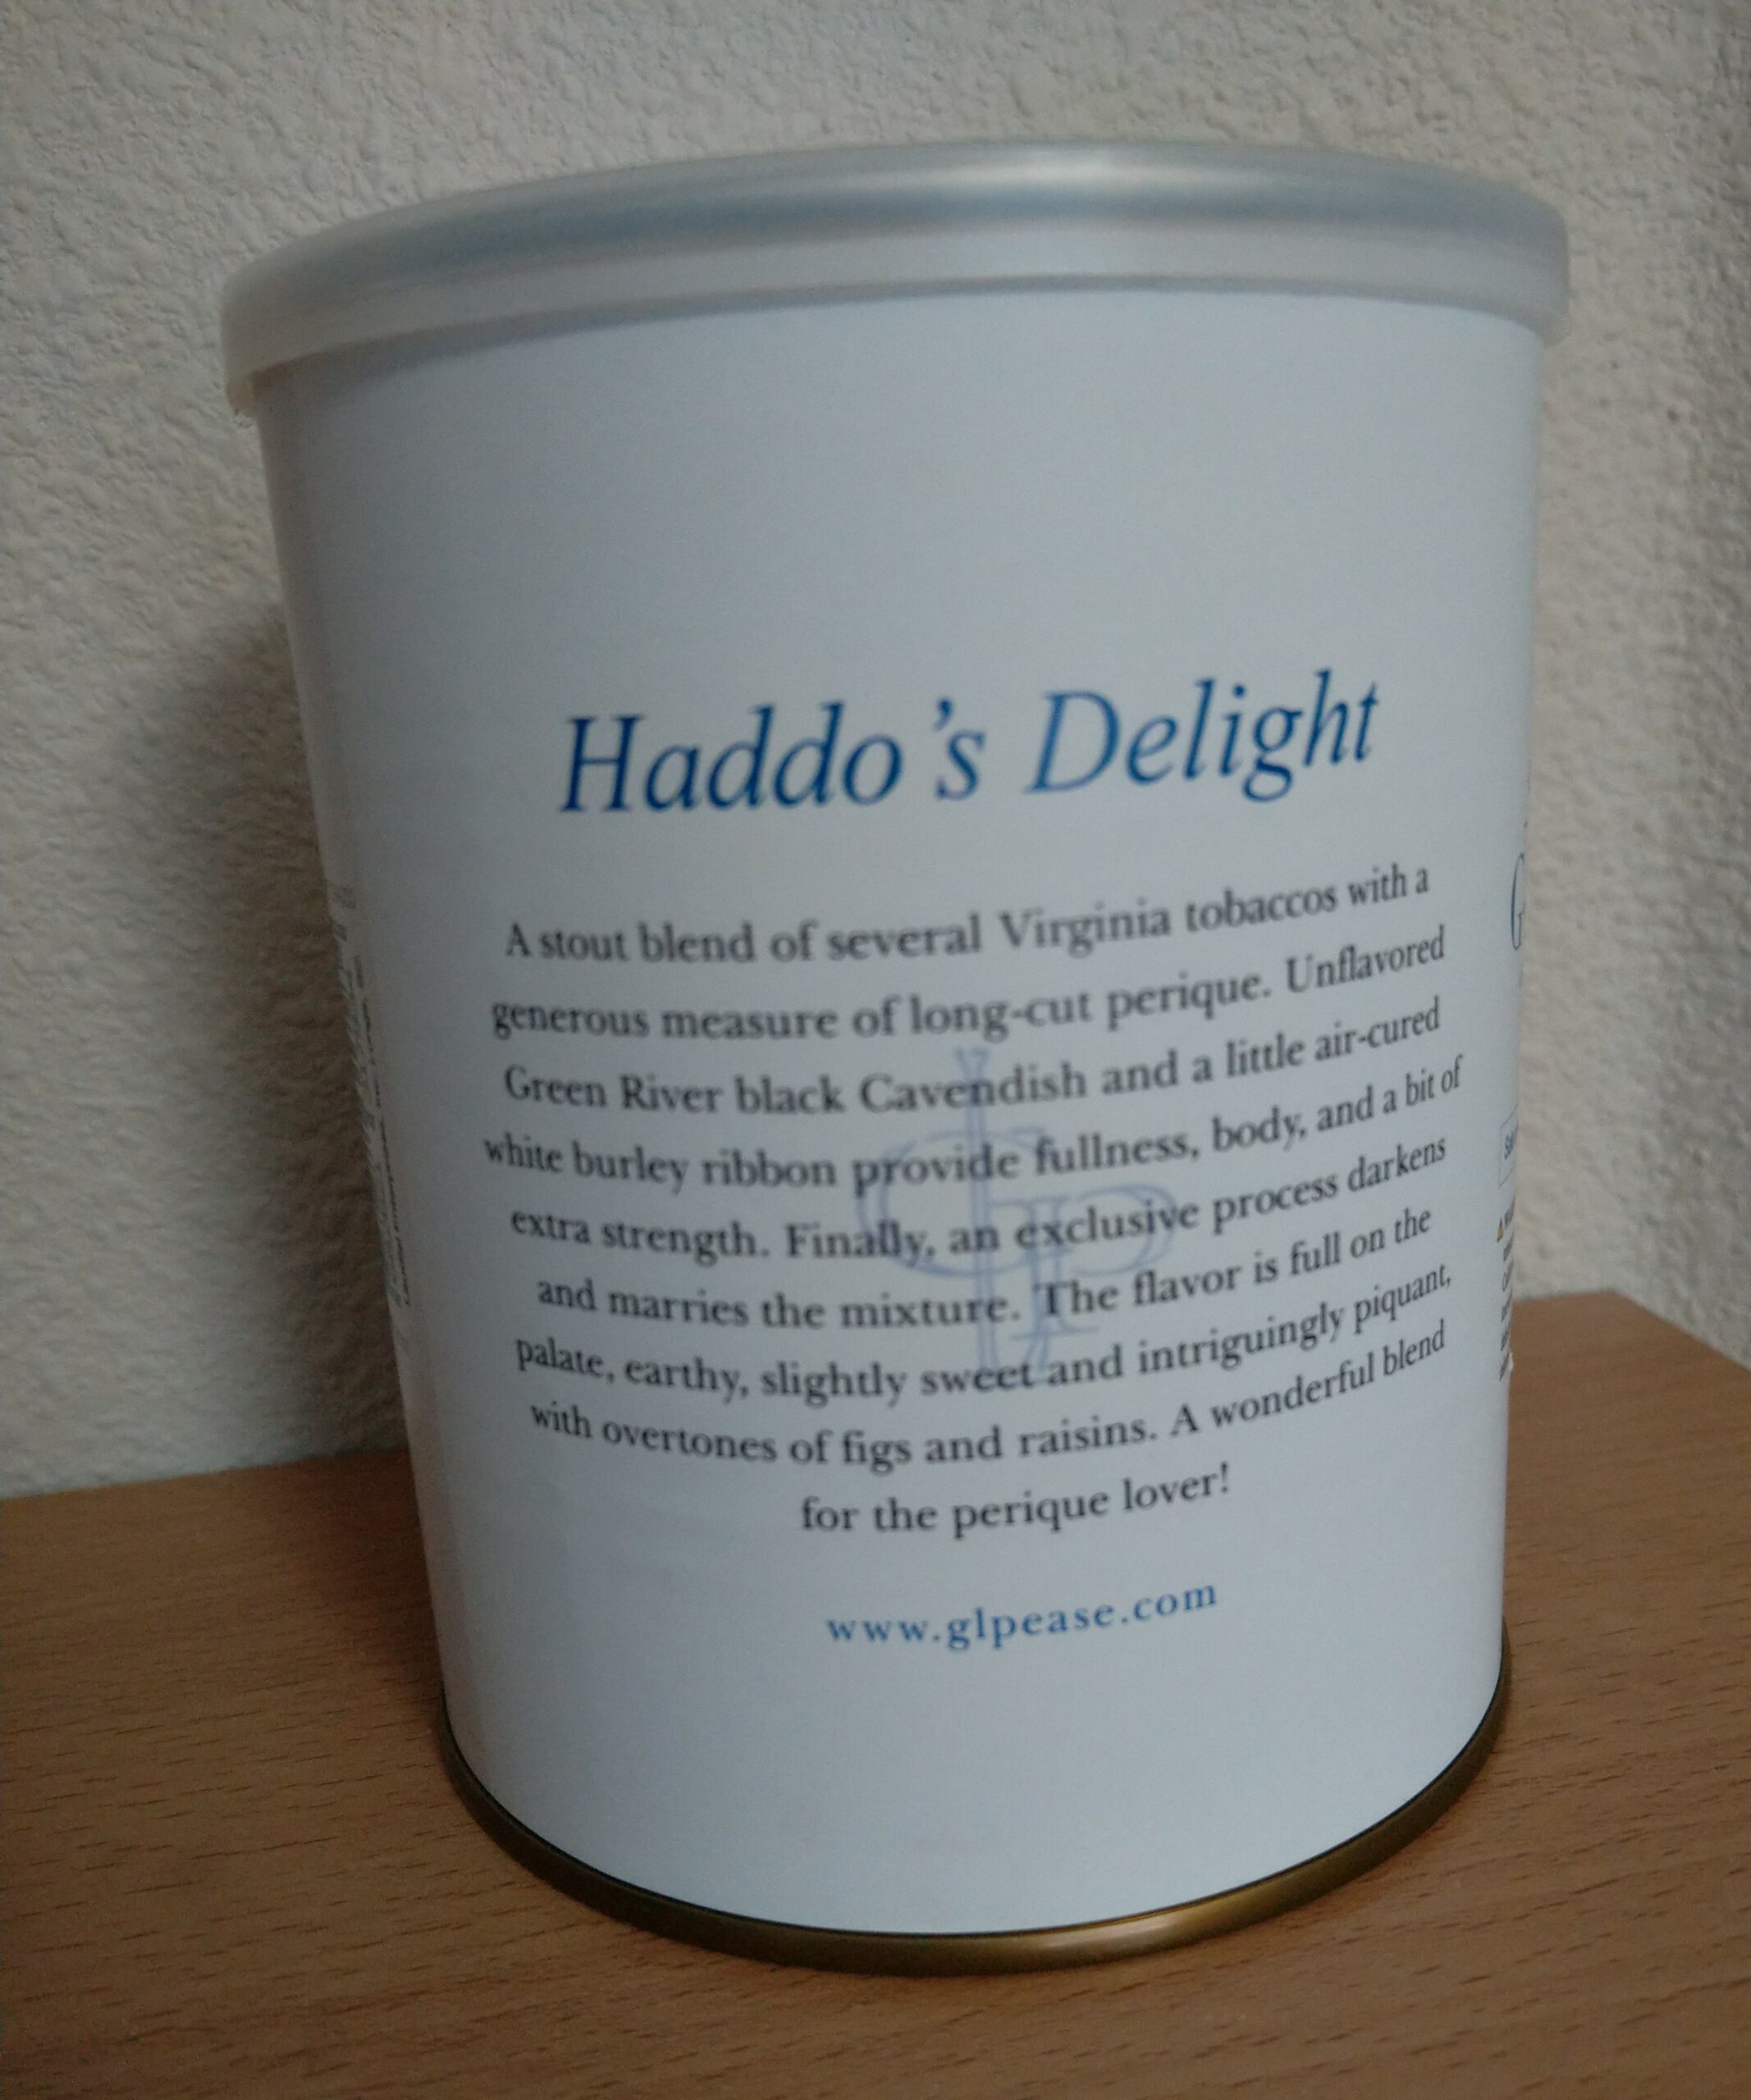 Haddo's Delight
A stout blend of several Virginia tobaccos with a
generous measure of long-cut perique. Unflavored
Green River black Cavendish and a little air-cured
white burley ribbon provide fullness, body, and a bit of
extra strength. Finally, an exclusive process darkens
and marries the mixture. The flavor is full on the
palate, earthy, slightly sweet and intriguingly piquant,
with overtones of figs and raisins. A wonderful blend
for the perique lover!
www.glpease.com